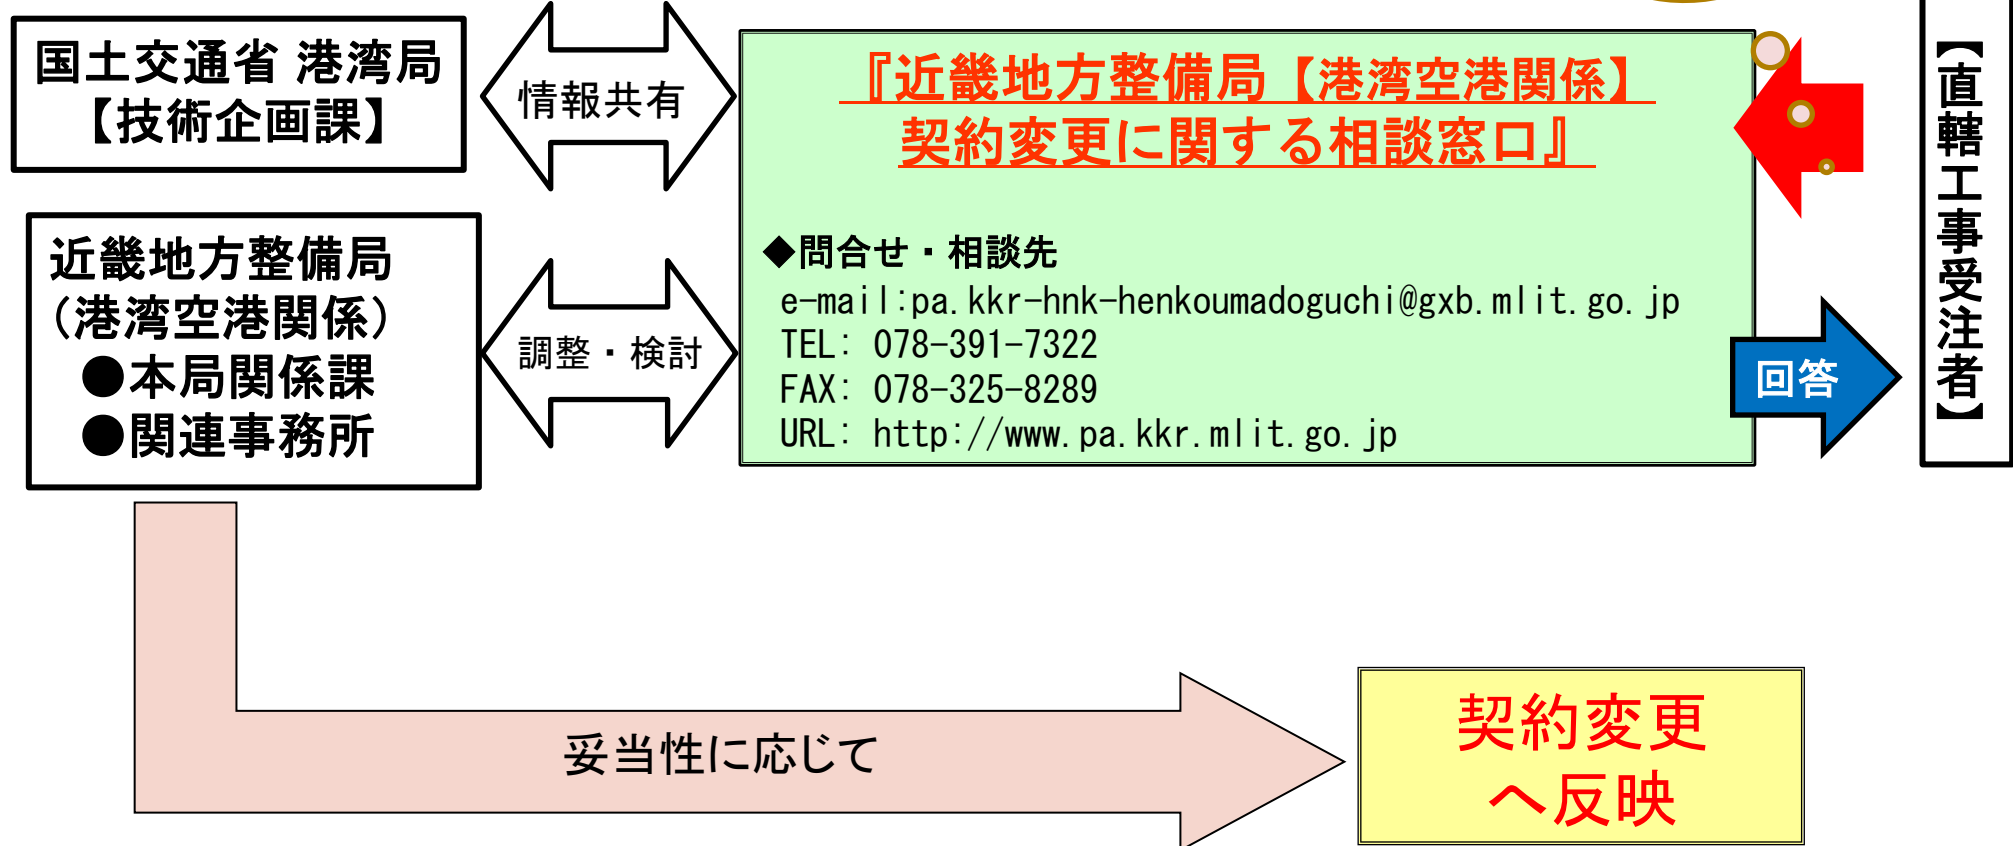 国土交通省 港湾局
【技術企画課】
情報共有
『近畿地方整備局【港湾空港関係】
契約変更に関する相談窓口』
◆問合せ・相談先
e-mail:pa.kkr-hnk-henkoumadoguchi@gxb.mlit.go.jp
TEL: 078-391-7322
FAX: 078-325-8289
URL: http://www.pa.kkr.mlit.go.jp
近畿地方整備局
（港湾空港関係）
●本局関係課
●関連事務所
調整・検討
回答
【直轄工事受注者】
妥当性に応じて
契約変更
へ反映